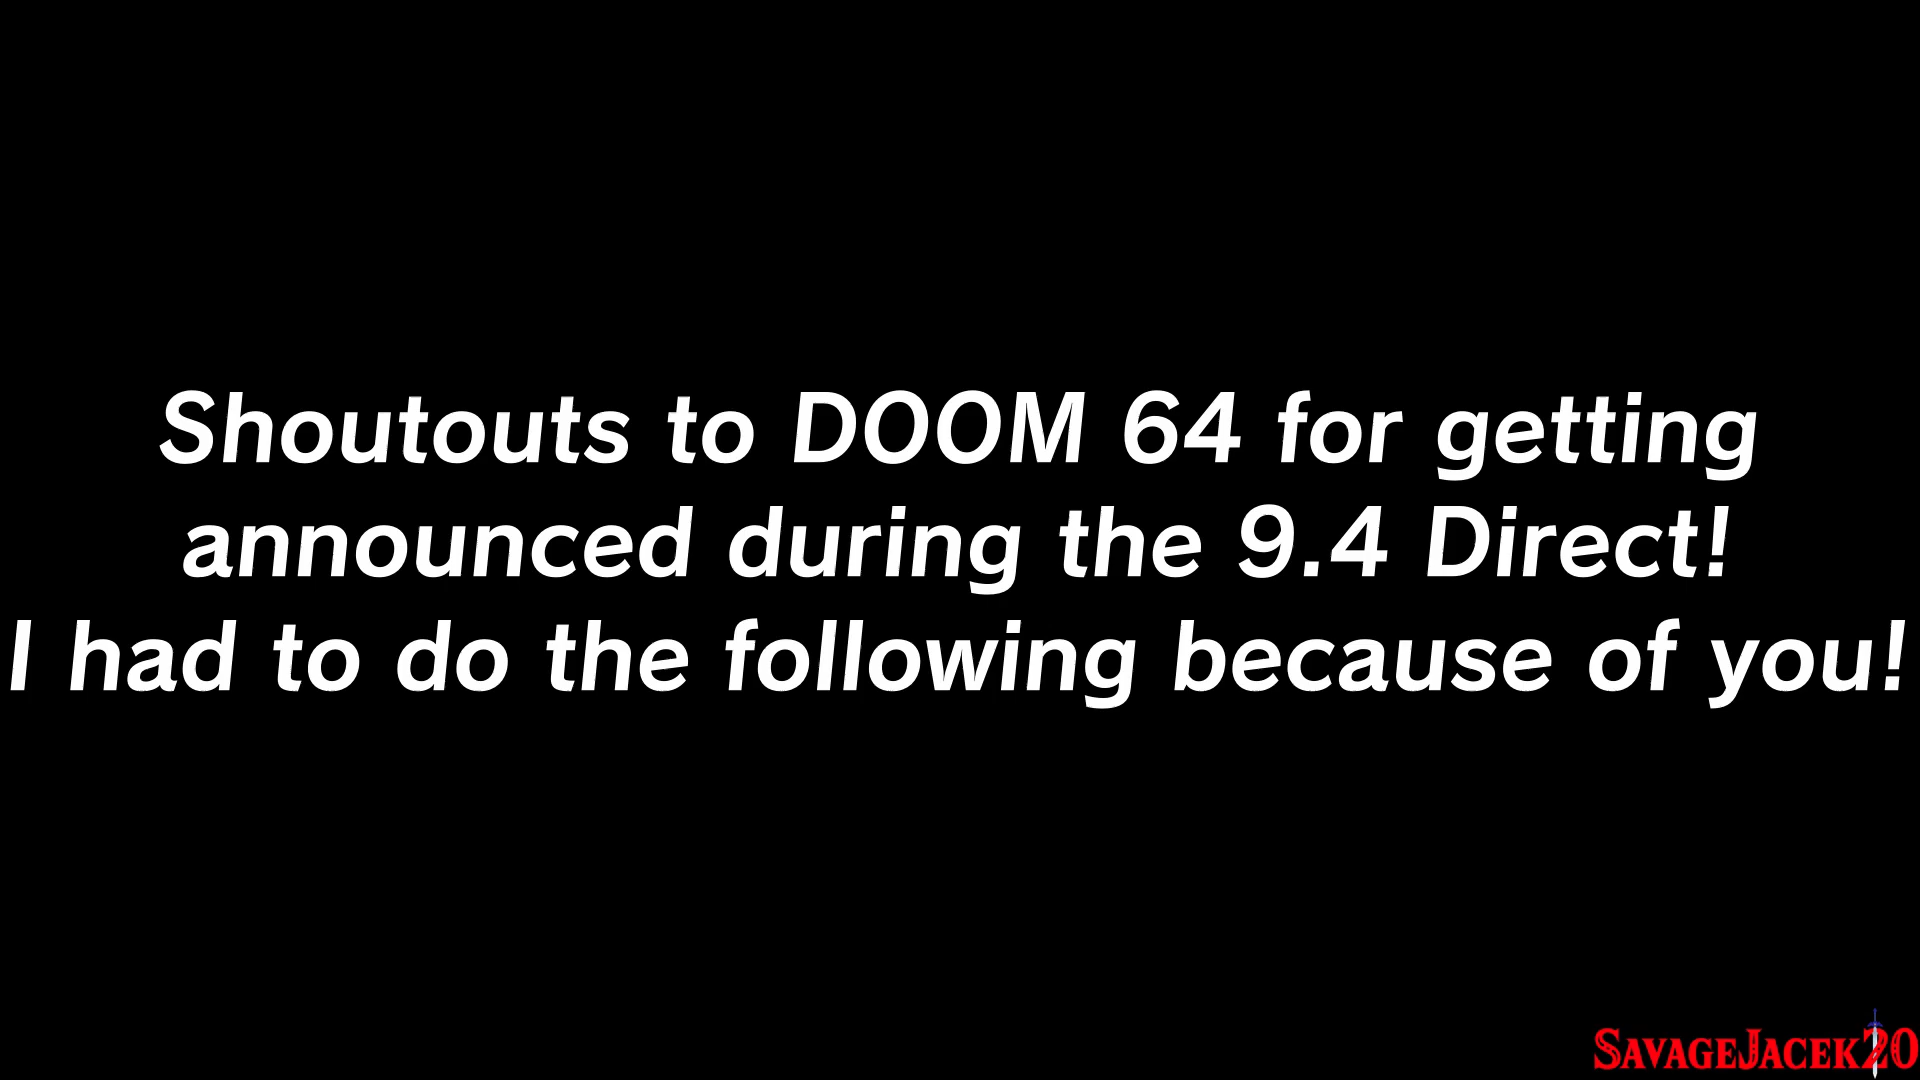 Shoutouts to DOOM 64 for getting
announced during the 9.4 Direct!
I had to do the following because of you!
SAVAGEJACEK20